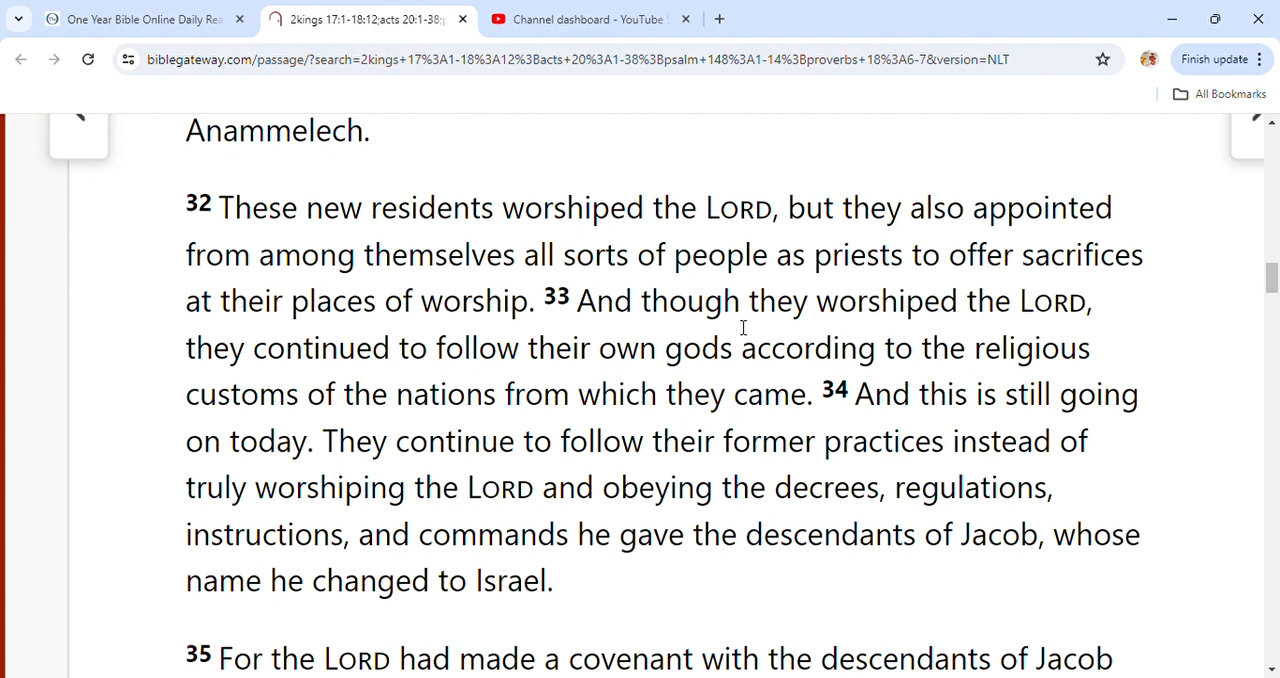 One Year Bible Online Daily Rea
2kings 17:1-18:12;acts 20:1-38;
Channel dashboard - YouTube
biblegateway.com/passage/?search=2kings+17%3A1-18%3A12%3Bacts+20%3A1-38%3Bpsalm+148%3A1-14%3Bproverbs+18%3A6-7&version=NLT
Finish update
All Bookmarks
Anammelech.
32 These new residents worshiped the LORD, but they also appointed
from among themselves all sorts of people as priests to offer sacrifices
at their places of worship. 33 And though they worshiped the LORD,
they continued to follow their own gods according to the religious
customs of the nations from which they came. 34 And this is still going
on today. They continue to follow their former practices instead of
truly worshiping the LORD and obeying the decrees, regulations,
instructions, and commands he gave the descendants of Jacob, whose
name he changed to Israel.
35 For the LORD had made a covenant with the descendants of Jacob